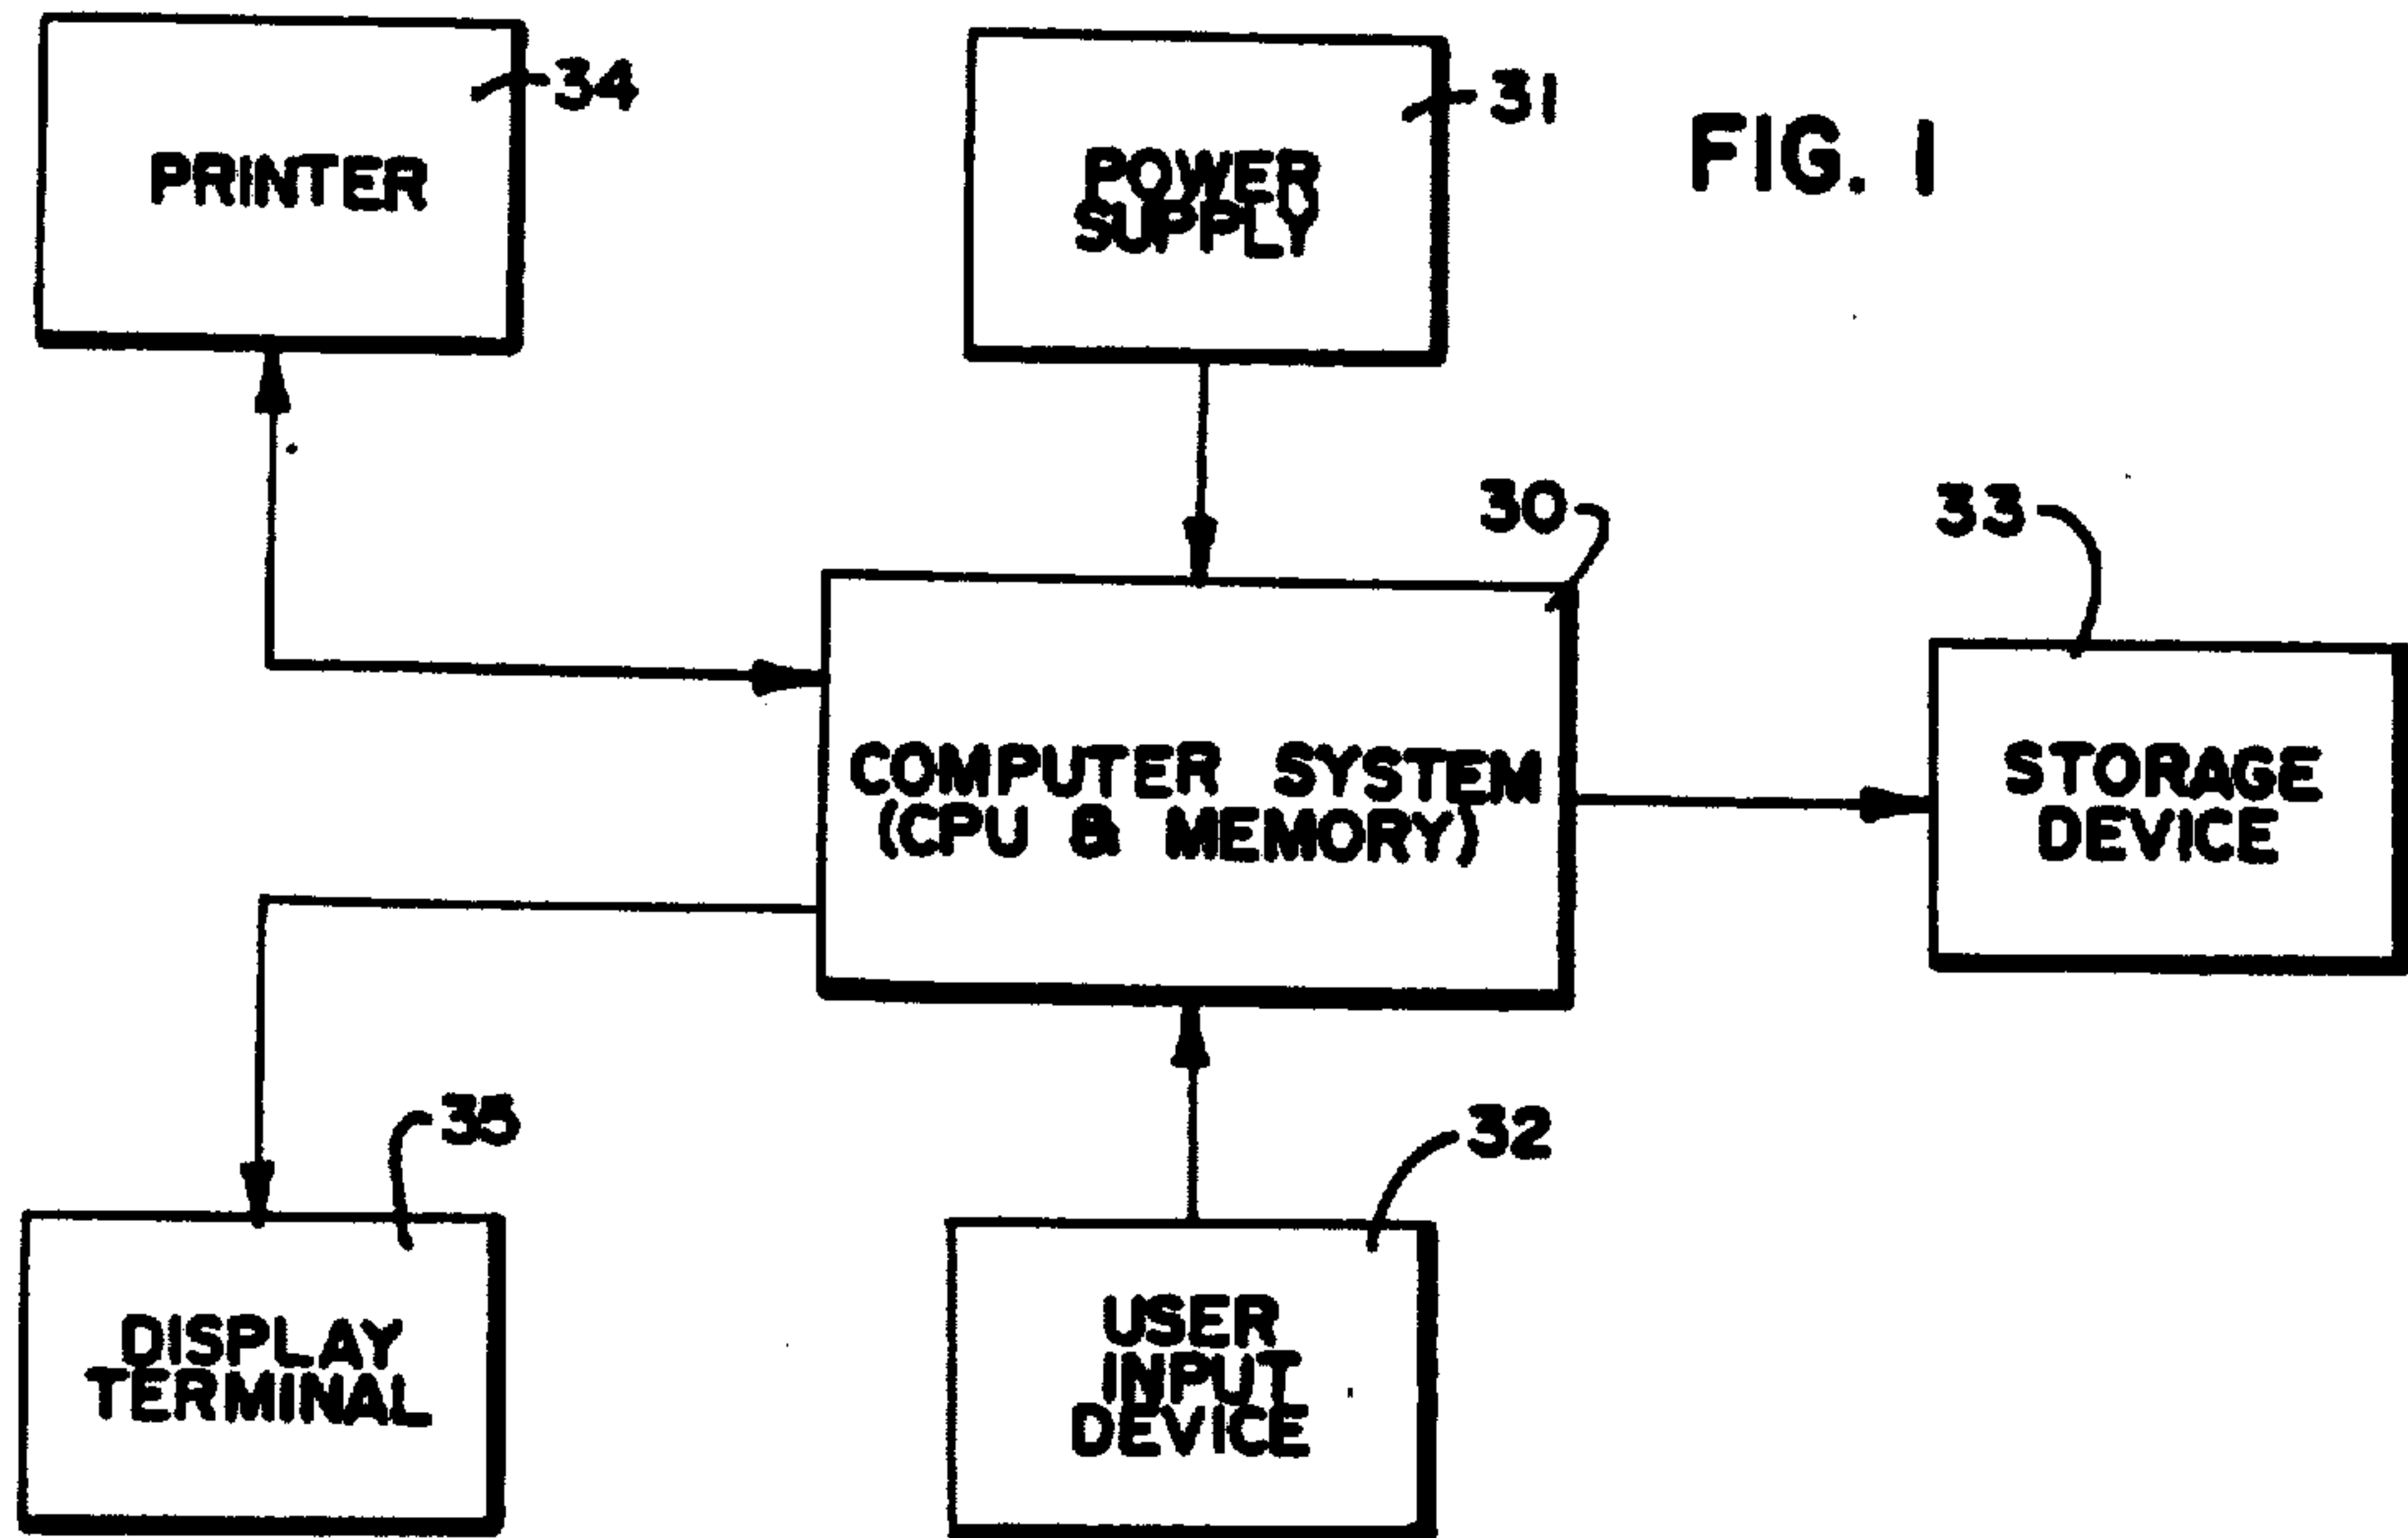 34
PRINTER
31
POWER
SUPPLY
FIG. 1
30
33
COMPUTER SYSTEM
(CPU & MEMORY)
STORAGE
DEVICE
35
DISPLAY
TERMINAL
32
USER
INPUT
DEVICE